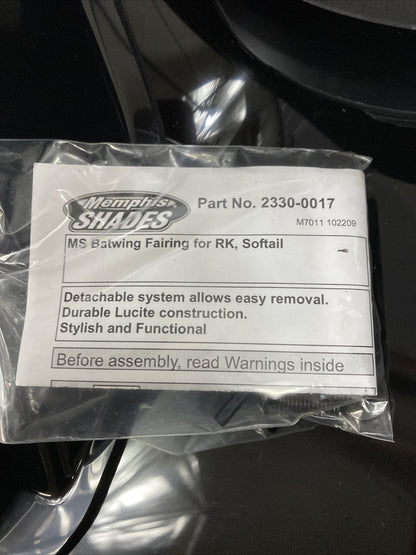 Memphis
SHADES
Part No. 2330-0017
M7011 102209
MS Batwing Fairing for RK, Softail
Detachable system allows easy removal.
Durable Lucite construction.
Stylish and Functional
Before assembly, read Warnings inside